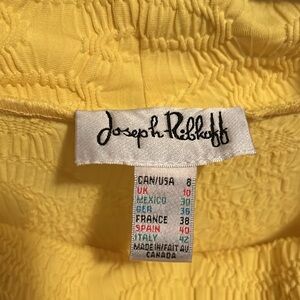 Joseph Ribkoff
CAN/USA 8
UK 10
MEXICO 30
GER 36
FRANCE 38
SPAIN 40
ITALY 42
MADE IN/FAIT AU
CANADA